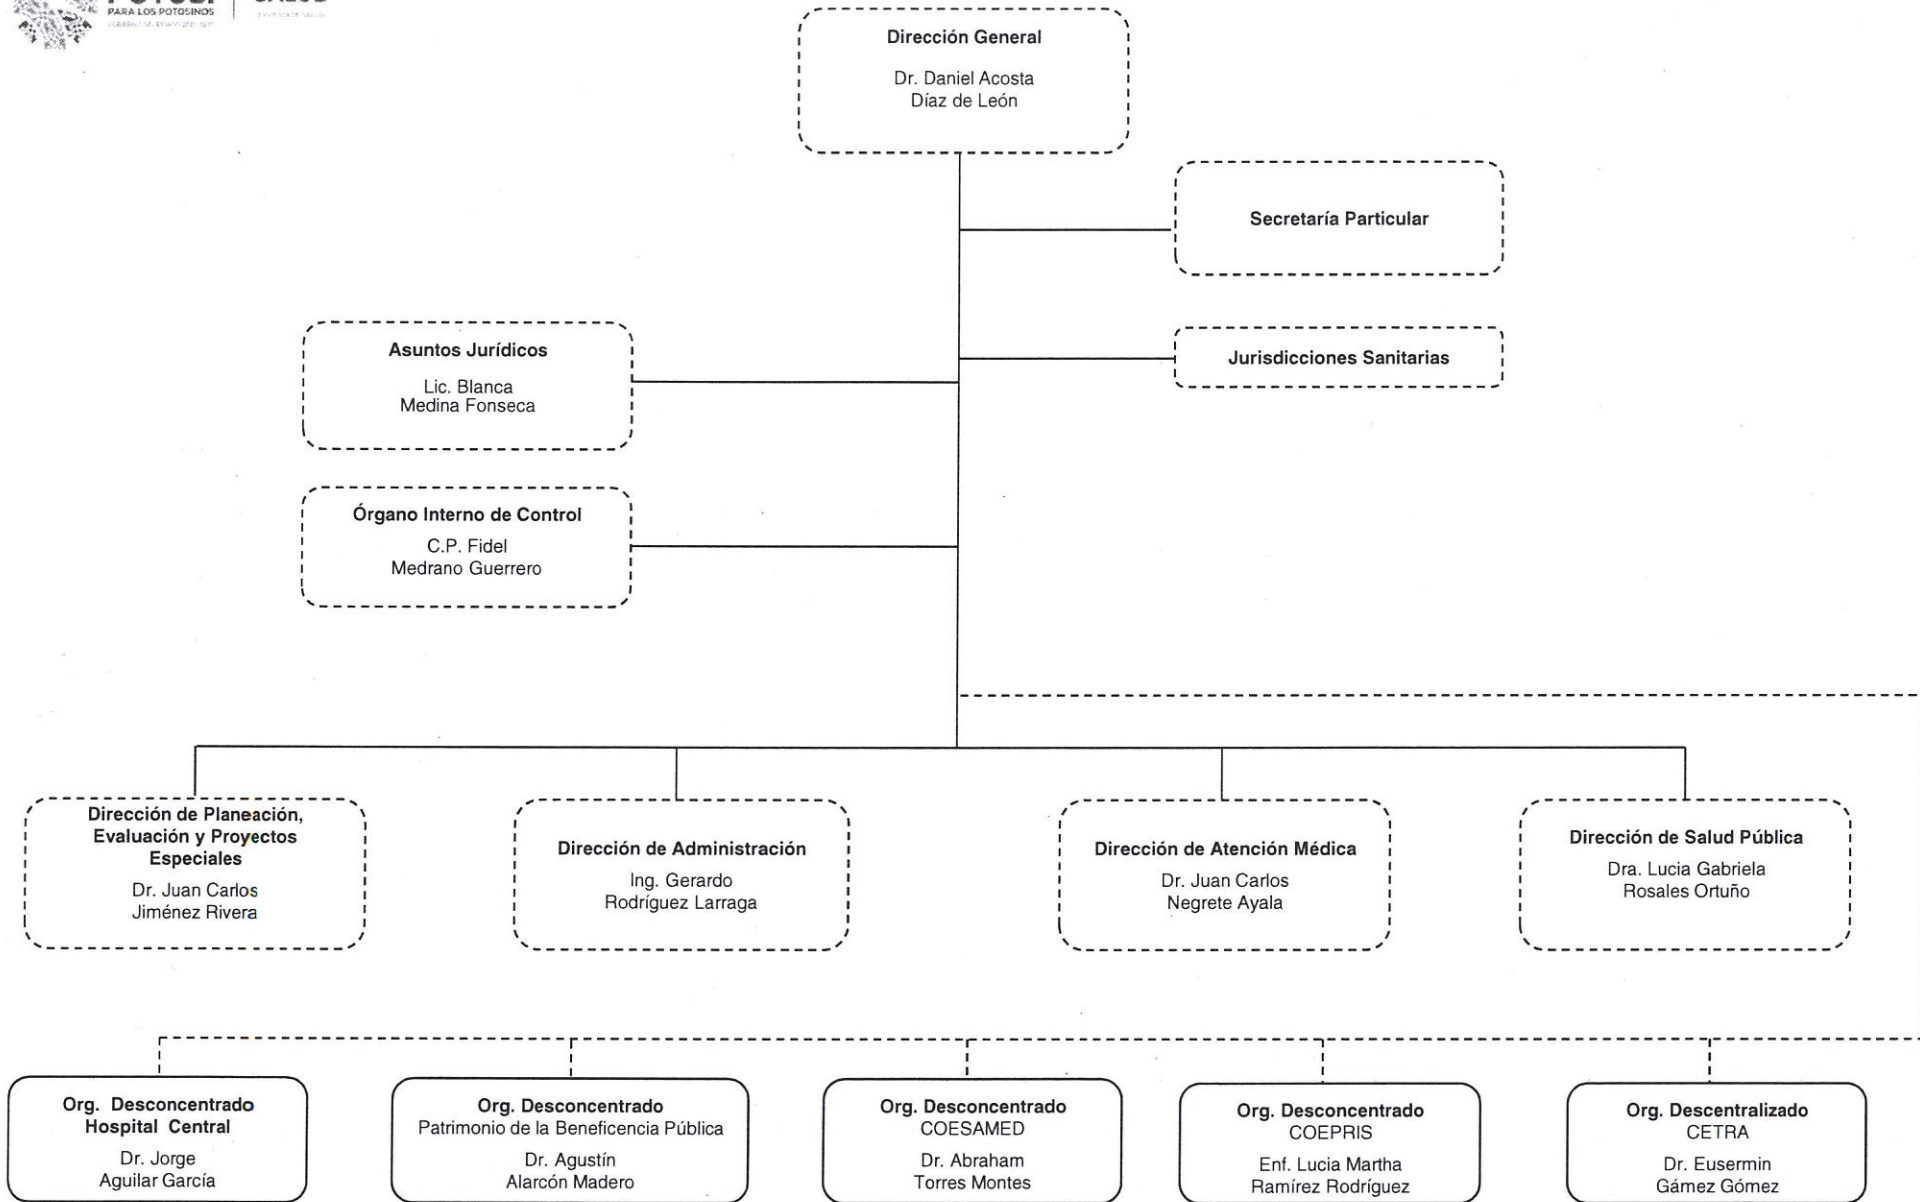 POTOSÍ
PARA LOS POTOSINOS
SALUD
Dirección General
Dr. Daniel Acosta
Díaz de León
Secretaría Particular
Asuntos Jurídicos
Lic. Blanca
Medina Fonseca
Jurisdicciones Sanitarias
Órgano Interno de Control
C.P. Fidel
Medrano Guerrero
Dirección de Planeación,
Evaluación y Proyectos
Especiales
Dr. Juan Carlos
Jiménez Rivera
Dirección de Administración
Ing. Gerardo
Rodríguez Larraga
Dirección de Atención Médica
Dr. Juan Carlos
Negrete Ayala
Dirección de Salud Pública
Dra. Lucia Gabriela
Rosales Ortuño
Org. Desconcentrado
Hospital Central
Dr. Jorge
Aguilar García
Org. Desconcentrado
Patrimonio de la Beneficencia Pública
Dr. Agustín
Alarcón Madero
Org. Desconcentrado
COESAMED
Dr. Abraham
Torres Montes
Org. Desconcentrado
COEPRIS
Enf. Lucia Martha
Ramírez Rodríguez
Org. Descentralizado
CETRA
Dr. Eusermin
Gámez Gómez